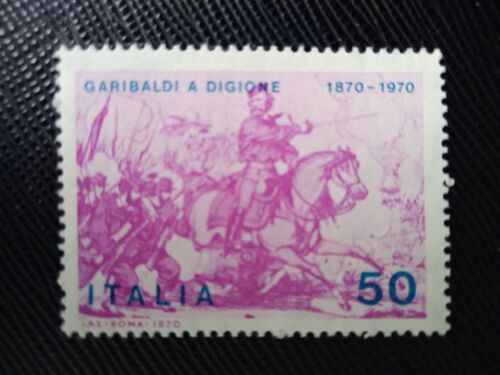 GARIBALDI A DIGIONE 1870-1970
ITALIA 50
I.P.S.-ROMA-1970